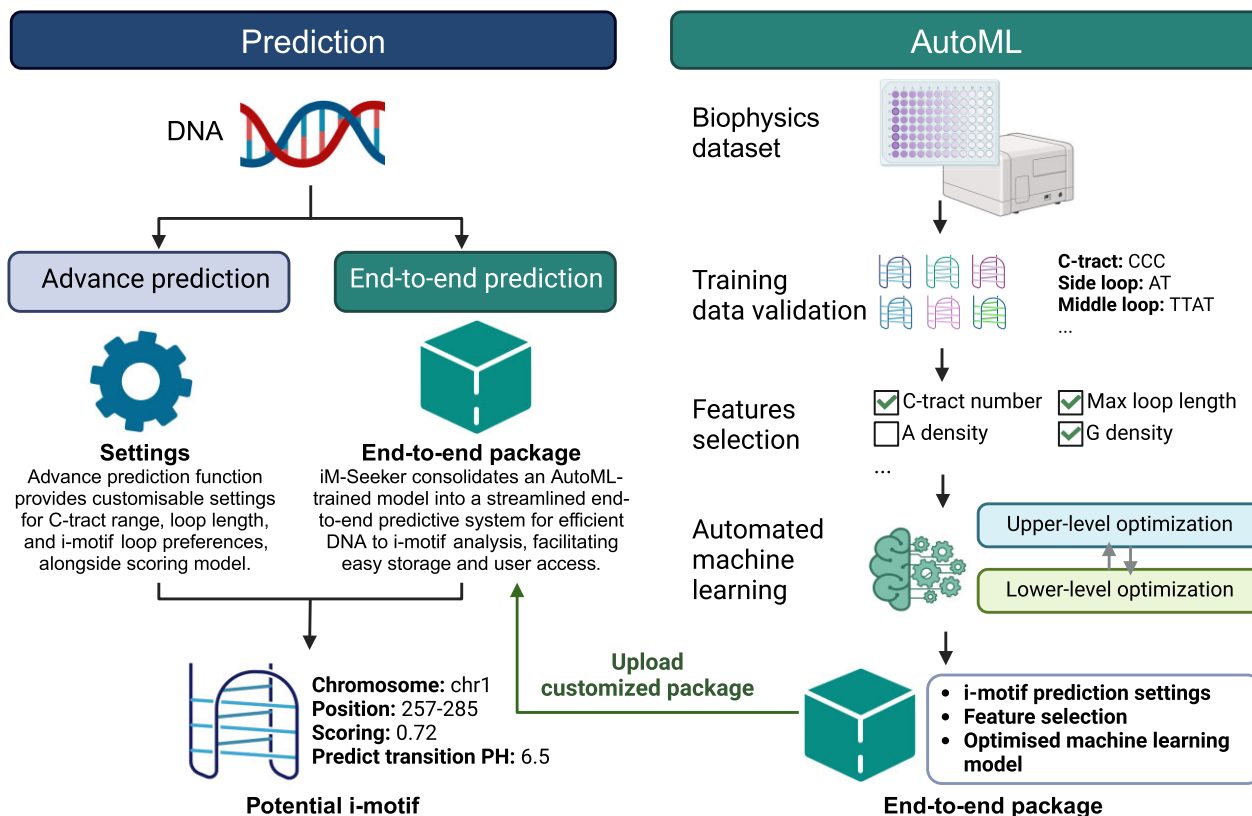 Prediction
DNA
Advance prediction
End-to-end prediction
Settings
Advance prediction function
provides customisable settings
for C-tract range, loop length,
and i-motif loop preferences,
alongside scoring model.
End-to-end package
iM-Seeker consolidates an AutoML-
trained model into a streamlined end-
to-end predictive system for efficient
DNA to i-motif analysis, facilitating
easy storage and user access.
Chromosome: chr1
Position: 257-285
Scoring: 0.72
Predict transition PH: 6.5
Potential i-motif
Upload
customized package
AutoML
Biophysics
dataset
Training
data validation
C-tract: CCC
Side loop: AT
Middle loop: TTAT
...
Features
selection
C-tract number
Max loop length
A density
G density
...
Automated
machine
learning
Upper-level optimization
Lower-level optimization
• i-motif prediction settings
• Feature selection
• Optimised machine learning
model
End-to-end package